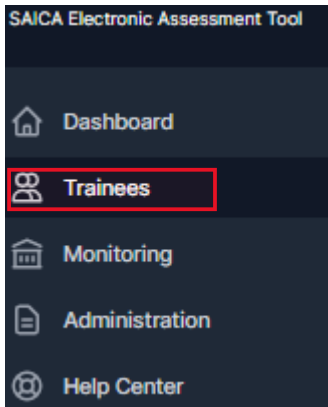 SAICA Electronic Assessment Tool
Dashboard
Trainees
Monitoring
Administration
Help Center